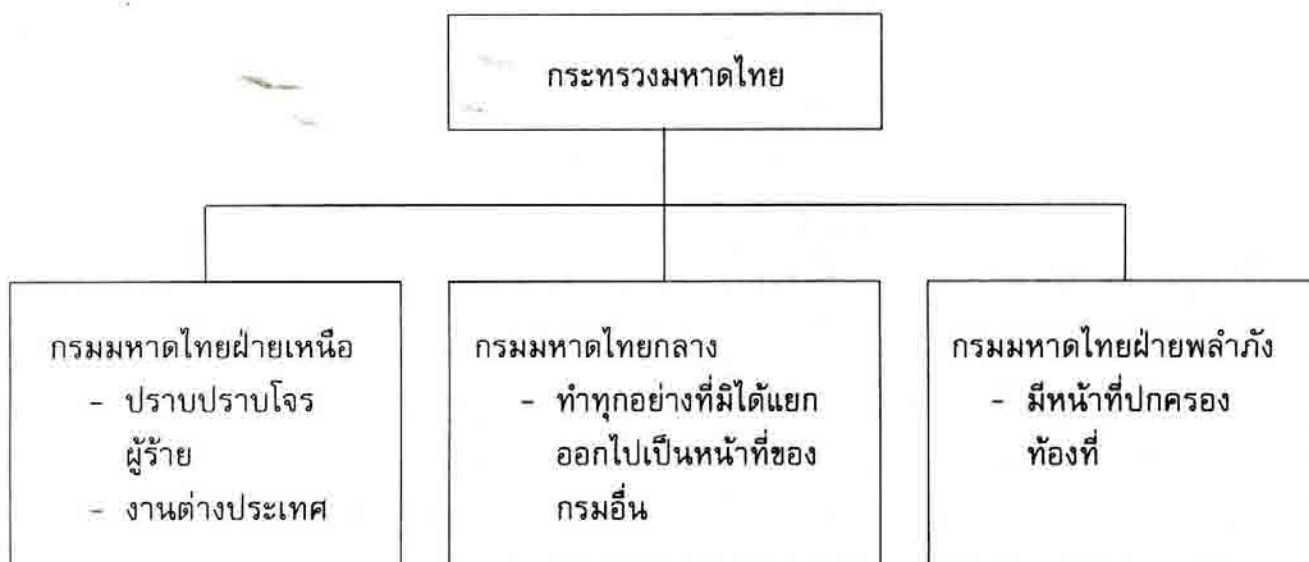 กระทรวงมหาดไทย
กรมมหาดไทยฝ่ายเหนือ
- ปราบปราบโจร
ผู้ร้าย
- งานต่างประเทศ
กรมมหาดไทยกลาง
- ทำทุกอย่างที่มิได้แยก
ออกไปเป็นหน้าที่ของ
กรมอื่น
กรมมหาดไทยฝ่ายพลำภัง
- มีหน้าที่ปกครอง
ท้องที่